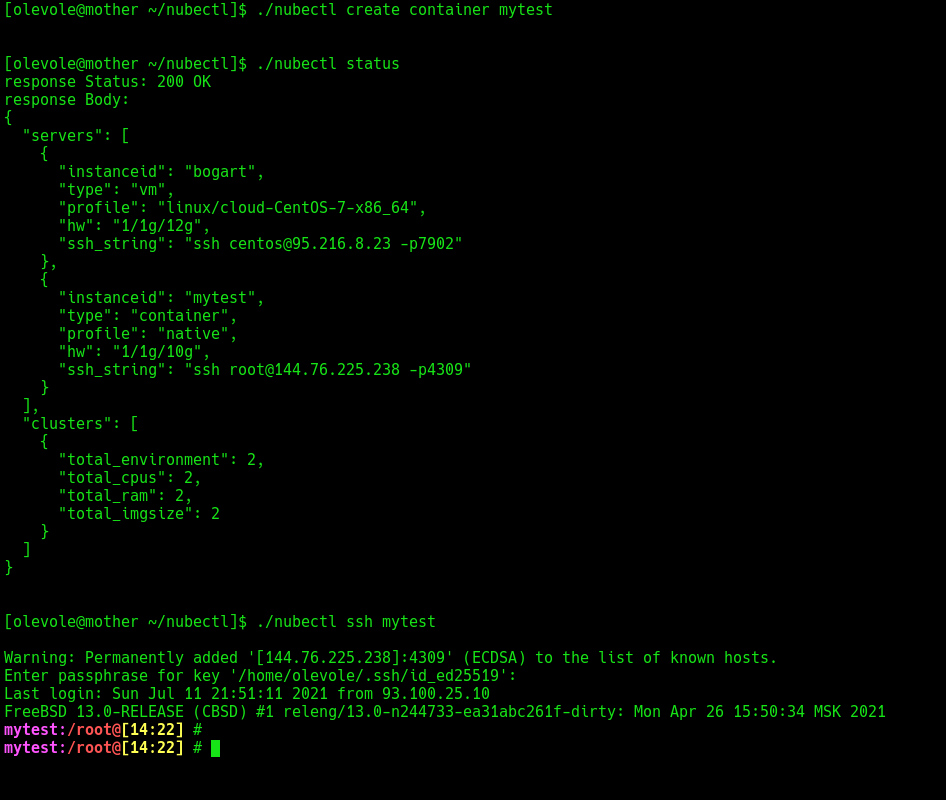 [olevole@mother ~/nubectl]$ ./nubectl create container mytest
[olevole@mother ~/nubectl]$ ./nubectl status
response Status: 200 OK
response Body:
{
  "servers": [
    {
      "instanceid": "bogart",
      "type": "vm",
      "profile": "linux/cloud-CentOS-7-x86_64",
      "hw": "1/1g/12g",
      "ssh_string": "ssh centos@95.216.8.23 -p7902"
    },
    {
      "instanceid": "mytest",
      "type": "container",
      "profile": "native",
      "hw": "1/1g/10g",
      "ssh_string": "ssh root@144.76.225.238 -p4309"
    }
  ],
  "clusters": [
    {
      "total_environment": 2,
      "total_cpus": 2,
      "total_ram": 2,
      "total_imgsize": 2
    }
  ]
}
[olevole@mother ~/nubectl]$ ./nubectl ssh mytest
Warning: Permanently added '[144.76.225.238]:4309' (ECDSA) to the list of known hosts.
Enter passphrase for key '/home/olevole/.ssh/id_ed25519':
Last login: Sun Jul 11 21:51:11 2021 from 93.100.25.10
FreeBSD 13.0-RELEASE (CBSD) #1 releng/13.0-n244733-ea31abc261f-dirty: Mon Apr 26 15:50:34 MSK 2021
mytest:/root@[14:22] #
mytest:/root@[14:22] #